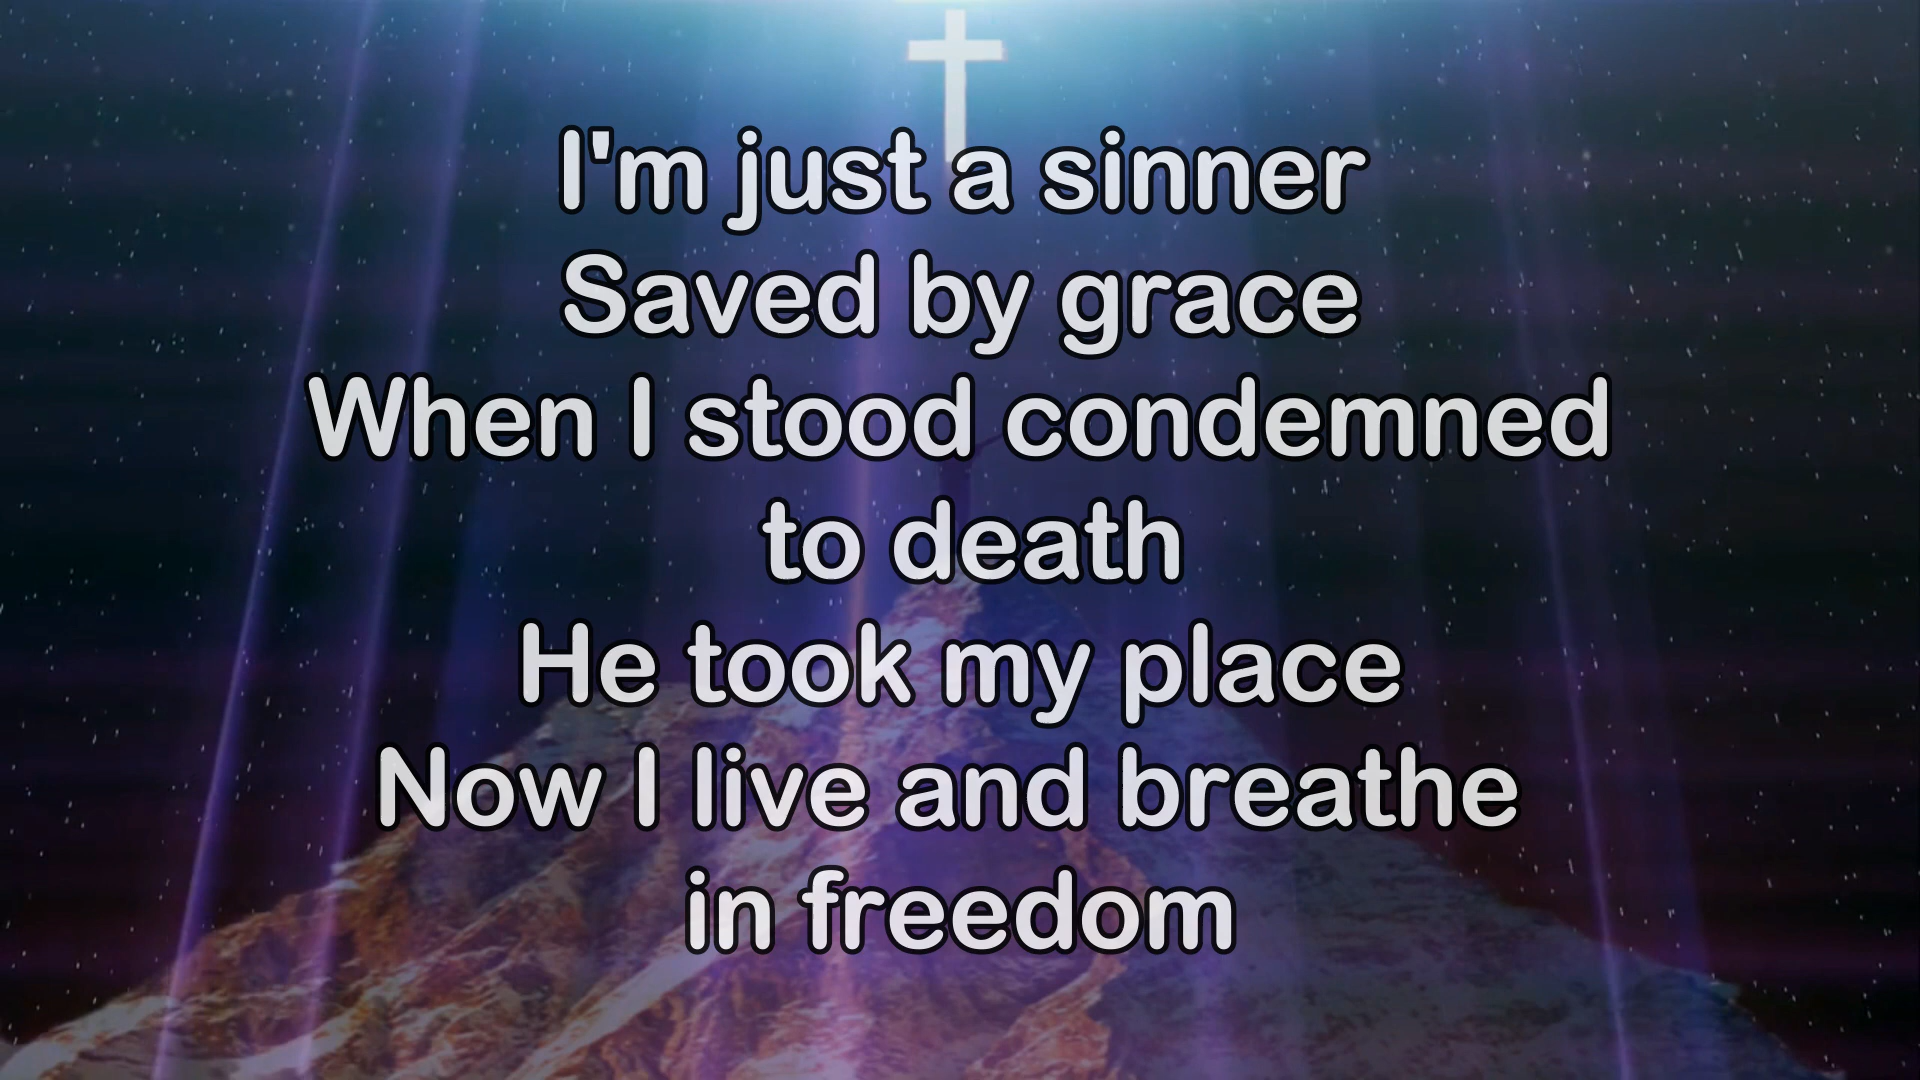 I'm just a sinner
Saved by grace
When I stood condemned
to death
He took my place
Now I live and breathe
in freedom